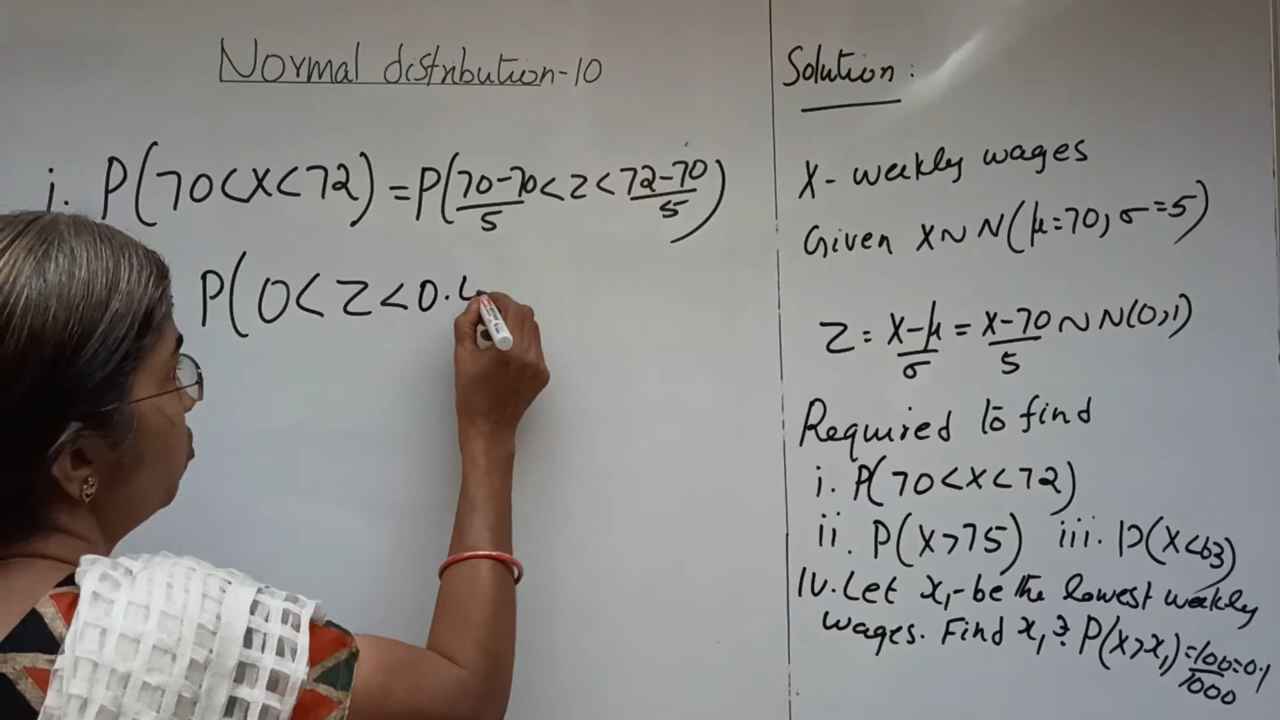 Normal distribution-10
i. P(70<X<72) = P(70-70/5 < Z < 72-70/5)
P(0<Z<0.4
Solution:
X- weekly wages
Given X~N(μ=70, σ=5)
Z = X-μ/σ = X-70/5 ~ N(0,1)
Required to find
i. P(70<X<72)
ii. P(X>75) iii. P(X<63)
iv. Let x₁-be the lowest weekly
wages. Find x₁ ∋ P(X>x₁) = 100/1000 = 0.1